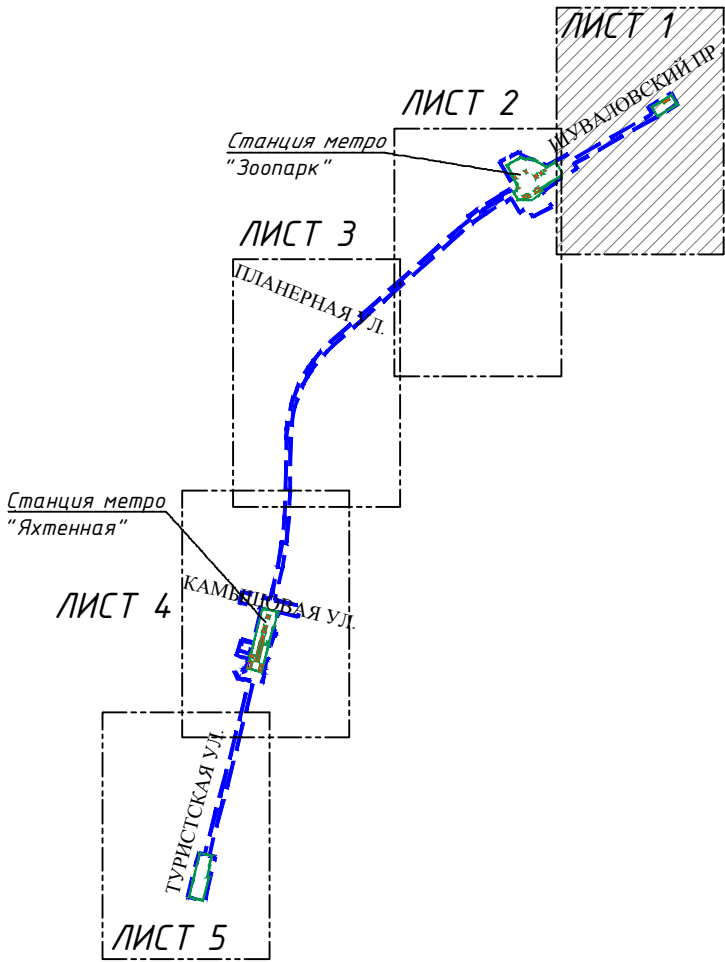 ЛИСТ 1
ШУВАЛОВСКИЙ ПР.
ЛИСТ 2
Станция метро
"Зоопарк"
ЛИСТ 3
ПЛАНЕРНАЯ УЛ.
Станция метро
"Яхтенная"
КАМЫШОВАЯ УЛ.
ЛИСТ 4
ТУРИСТСКАЯ УЛ.
ЛИСТ 5